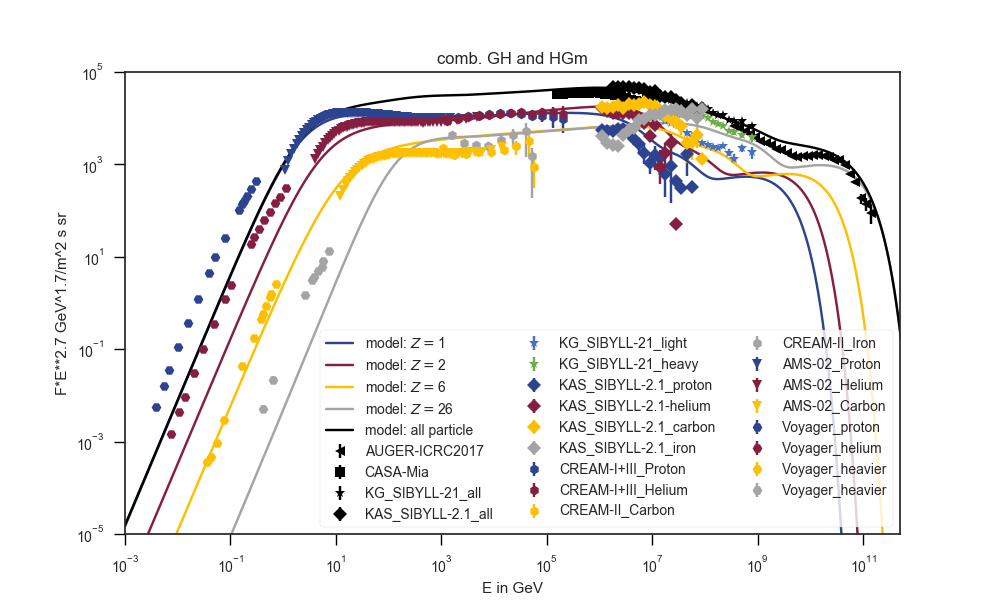 comb. GH and HGm
F*E**2.7 GeV^1.7/m^2 s sr
10^5
10^3
10^1
10^−1
10^−3
10^−5
model: Z = 1
model: Z = 2
model: Z = 6
model: Z = 26
model: all particle
AUGER-ICRC2017
CASA-Mia
KG_SIBYLL-21_all
KAS_SIBYLL-2.1_all
KG_SIBYLL-21_light
KG_SIBYLL-21_heavy
KAS_SIBYLL-2.1_proton
KAS_SIBYLL-2.1-helium
KAS_SIBYLL-2.1_carbon
KAS_SIBYLL-2.1_iron
CREAM-I+III_Proton
CREAM-I+III_Helium
CREAM-II_Carbon
CREAM-II_Iron
AMS-02_Proton
AMS-02_Helium
AMS-02_Carbon
Voyager_proton
Voyager_helium
Voyager_heavier
Voyager_heavier
10^−3 10^−1 10^1 10^3 10^5 10^7 10^9 10^11
E in GeV